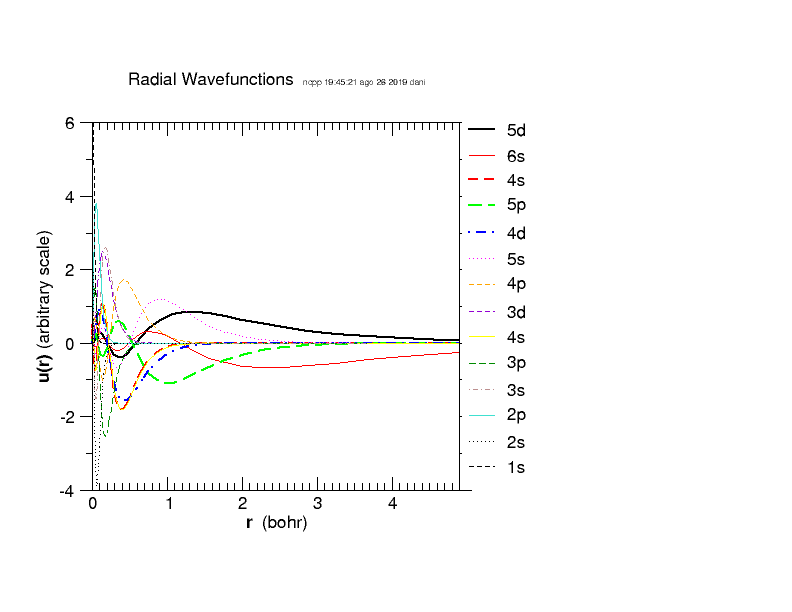 Radial Wavefunctions ncpp 19:45:21 ago 26 2019 dani
6
4
2
0
-2
-4
u(r) (arbitrary scale)
0 1 2 3 4
r (bohr)
5d
6s
4s
5p
4d
5s
4p
3d
4s
3p
3s
2p
2s
1s